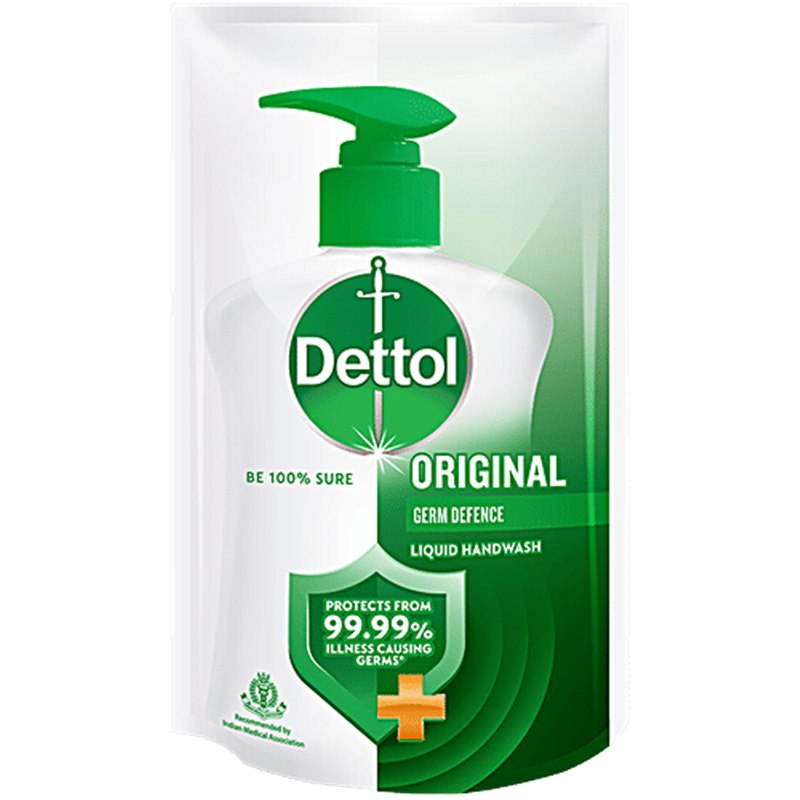 Dettol
BE 100% SURE
ORIGINAL
GERM DEFENCE
LIQUID HANDWASH
PROTECTS FROM
99.99%
ILLNESS CAUSING
GERMS*
Recommended by
Indian Medical Association